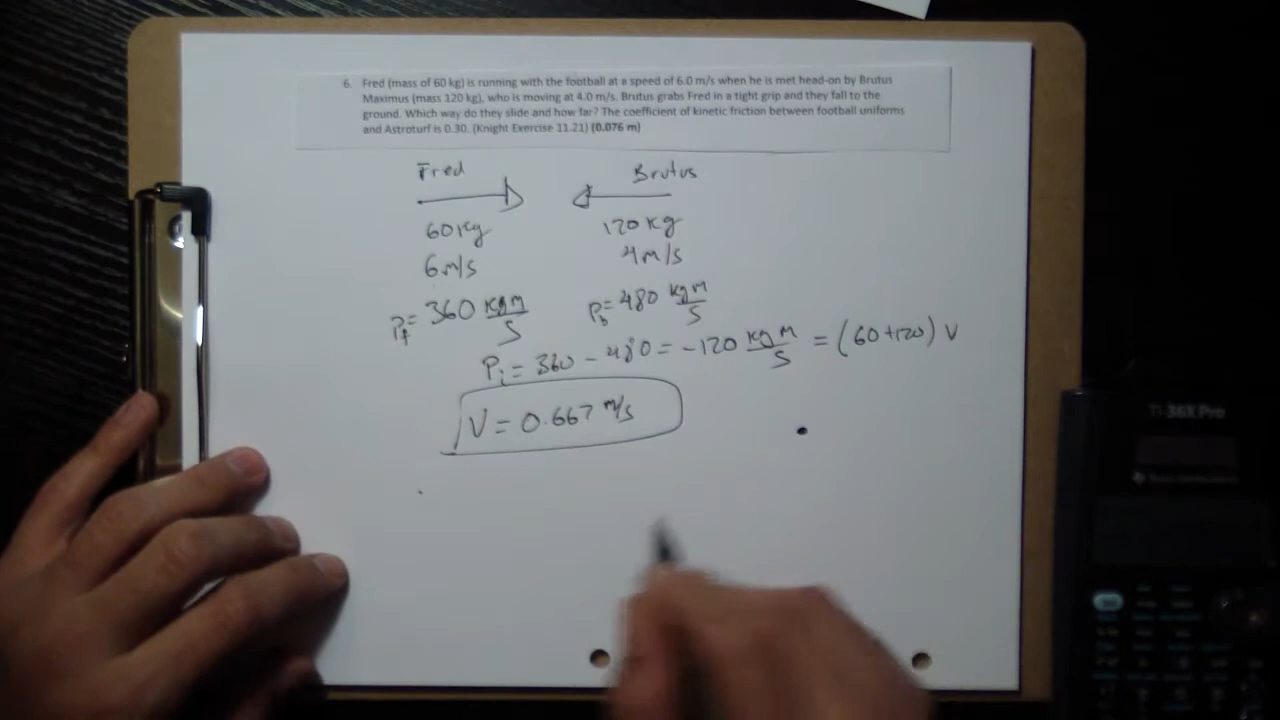 6. Fred (mass of 60 kg) is running with the football at a speed of 6.0 m/s when he is met head-on by Brutus
Maximus (mass 120 kg), who is moving at 4.0 m/s. Brutus grabs Fred in a tight grip and they fall to the
ground. Which way do they slide and how far? The coefficient of kinetic friction between football uniforms
and Astroturf is 0.30. (Knight Exercise 11.21) (0.076 m)
Fred Brutus
60 kg 120 kg
6 m/s 4 m/s
Pf = 360 kg m/s Pb = 480 kg m/s
Pi = 360 - 480 = -120 kg m/s = (60+120) V
V = 0.667 m/s
TI-36X Pro
Texas Instruments